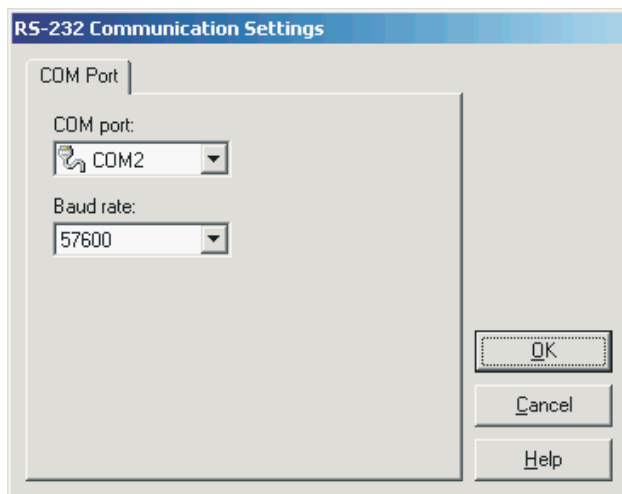 RS-232 Communication Settings
COM Port
COM port:
COM2
Baud rate:
57600
OK
Cancel
Help